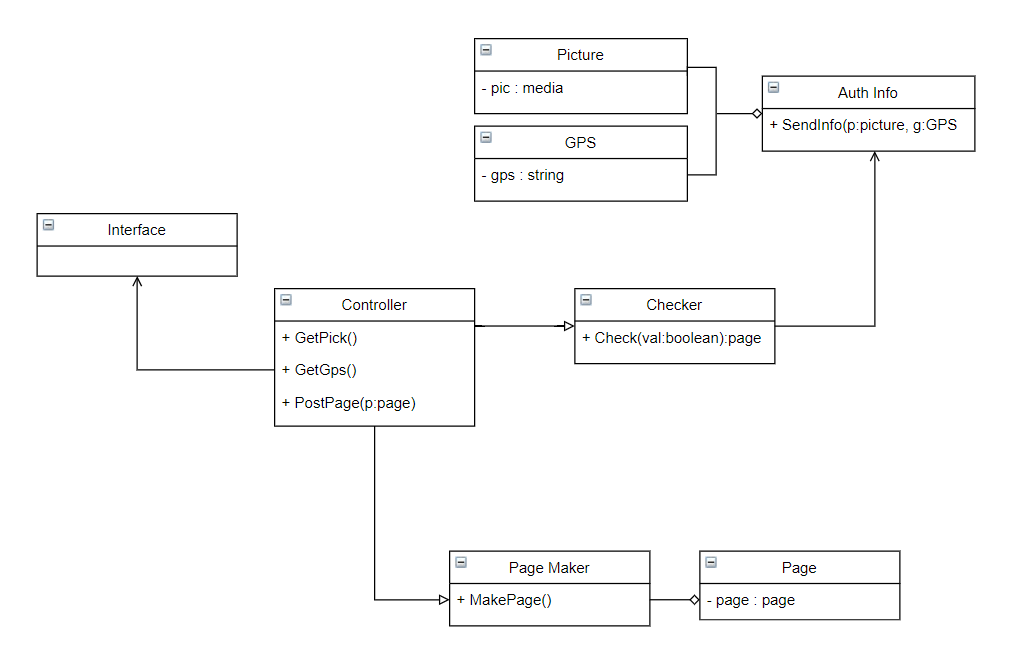 Picture
- pic : media
GPS
- gps : string
Auth Info
+ SendInfo(p:picture, g:GPS
Interface
Controller
+ GetPick()
+ GetGps()
+ PostPage(p:page)
Checker
+ Check(val:boolean):page
Page Maker
+ MakePage()
Page
- page : page